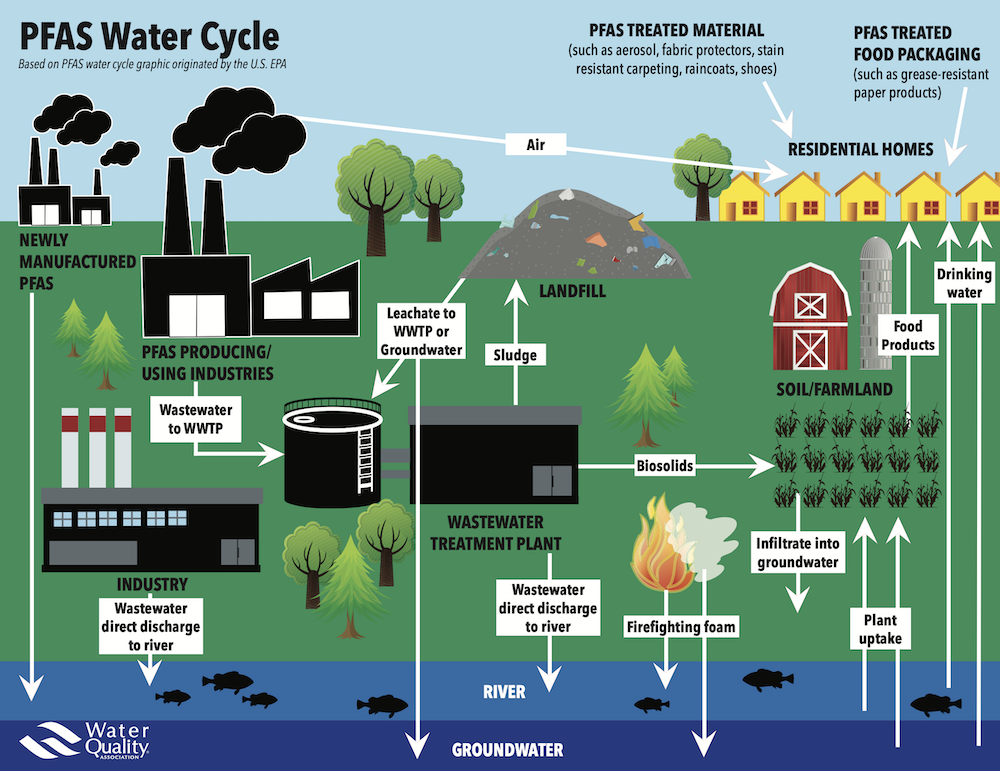 PFAS Water Cycle
Based on PFAS water cycle graphic originated by the U.S. EPA
PFAS TREATED MATERIAL
(such as aerosol, fabric protectors, stain
resistant carpeting, raincoats, shoes)
PFAS TREATED
FOOD PACKAGING
(such as grease-resistant
paper products)
Air
RESIDENTIAL HOMES
NEWLY
MANUFACTURED
PFAS
LANDFILL
Drinking
water
Leachate to
WWTP or
Groundwater
Sludge
Food
Products
PFAS PRODUCING/
USING INDUSTRIES
SOIL/FARMLAND
Wastewater
to WWTP
Biosolids
WASTEWATER
TREATMENT PLANT
Infiltrate into
groundwater
INDUSTRY
Wastewater
direct discharge
to river
Wastewater
direct discharge
to river
Firefighting foam
Plant
uptake
RIVER
Water
Quality
ASSOCIATION
GROUNDWATER